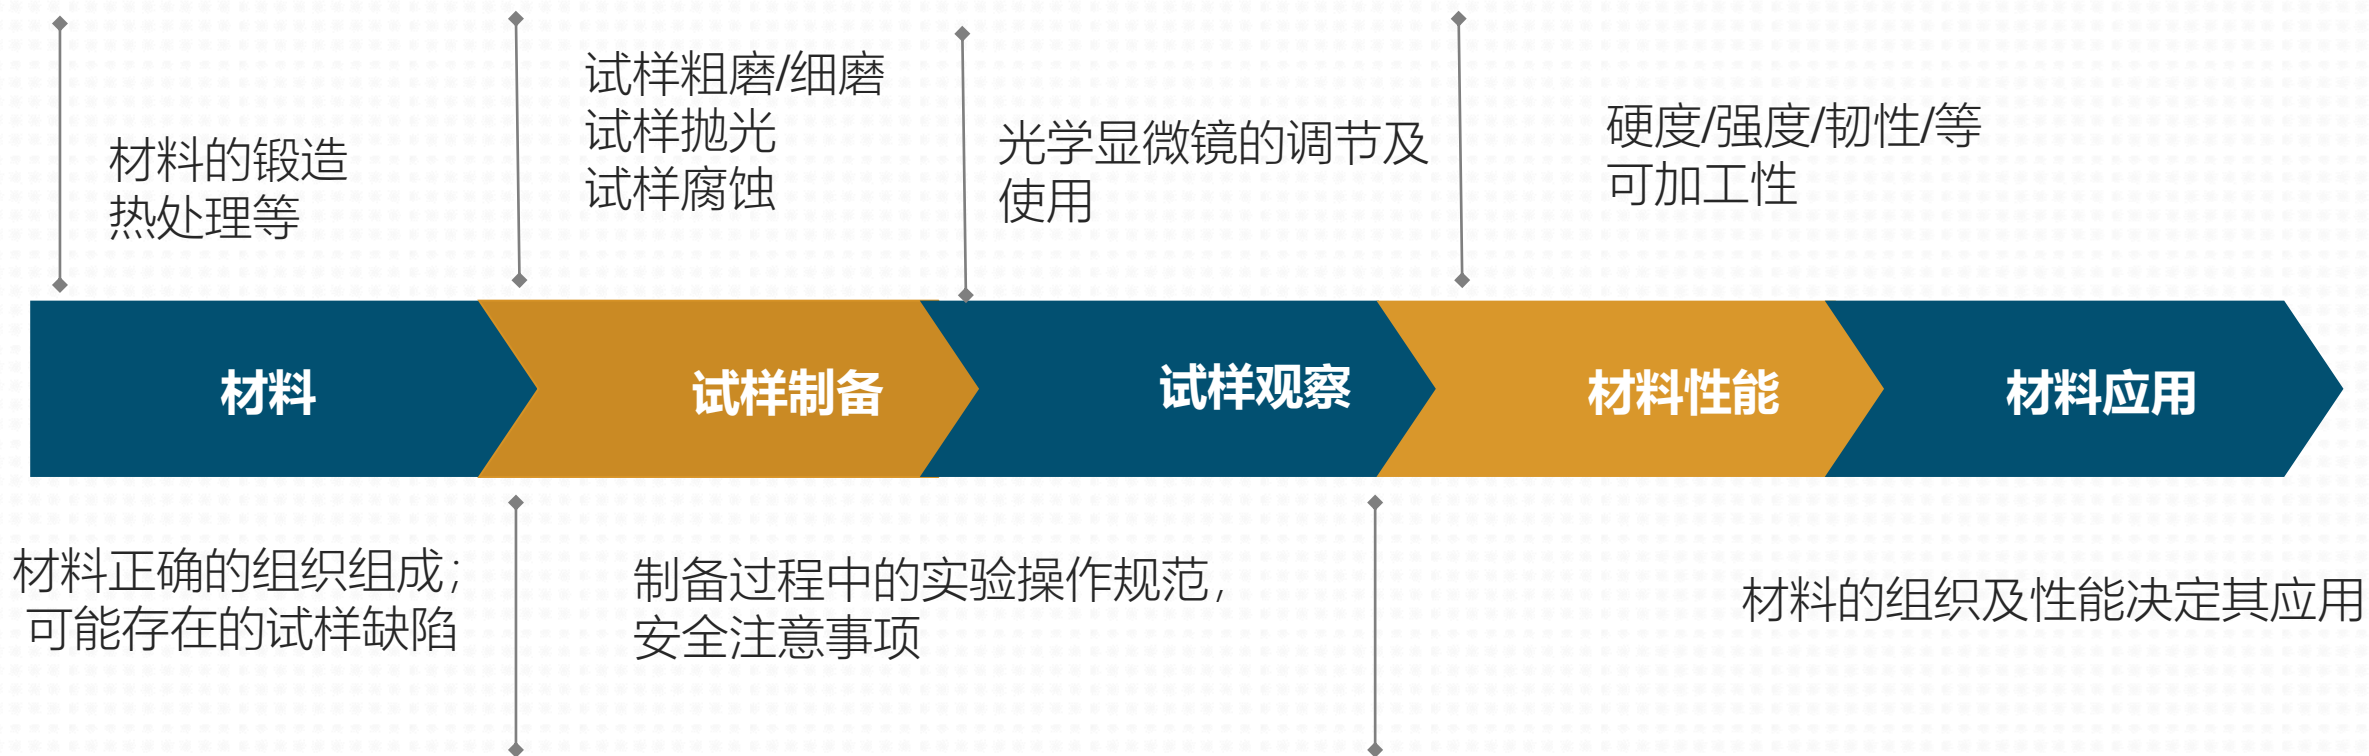 材料的锻造
热处理等
试样粗磨/细磨
试样抛光
试样腐蚀
光学显微镜的调节及
使用
硬度/强度/韧性/等
可加工性
材料
试样制备
试样观察
材料性能
材料应用
材料正确的组织组成；
可能存在的试样缺陷
制备过程中的实验操作规范，
安全注意事项
材料的组织及性能决定其应用